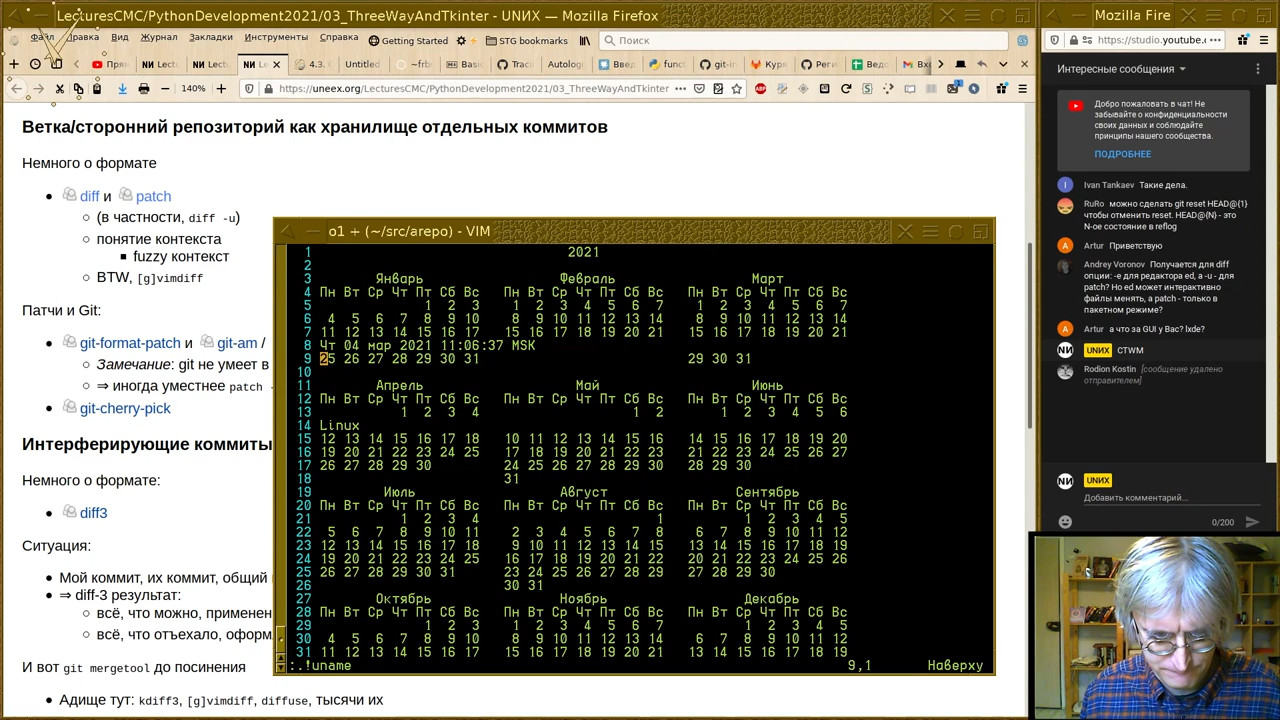 LecturesCMC/PythonDevelopment2021/03_ThreeWayAndTkinter - UNИX — Mozilla Firefox
Файл Правка Вид Журнал Закладки Инструменты Справка Getting Started STG bookmarks Поиск
Прям NИ Lectu NИ Lectu NИ Le 4.3. Untitled ~/frb Basic Tracl Autolog Введ funct git-in Курs Реги Ведо Вхо
140% https://uneex.org/LecturesCMC/PythonDevelopment2021/03_ThreeWayAndTkinter
Ветка/сторонний репозиторий как хранилище отдельных коммитов
Немного о формате
diff и patch
(в частности, diff -u)
понятие контекста
fuzzy контекст
BTW, [g]vimdiff
Патчи и Git:
git-format-patch и git-am /
Замечание: git не умеет в
⇒ иногда уместнее patch -
git-cherry-pick
Интерферирующие коммиты
Немного о формате:
diff3
Ситуация:
Мой коммит, их коммит, общий
⇒ diff-3 результат:
всё, что можно, применен
всё, что отъехало, оформ
И вот git mergetool до посинения
Адище тут: kdiff3, [g]vimdiff, diffuse, тысячи их
o1 + (~/src/arepo) - VIM
1 2021
2
3 Январь Февраль Март
4 Пн Вт Ср Чт Пт Сб Вс Пн Вт Ср Чт Пт Сб Вс Пн Вт Ср Чт Пт Сб Вс
5 1 2 3 1 2 3 4 5 6 7 1 2 3 4 5 6 7
6 4 5 6 7 8 9 10 8 9 10 11 12 13 14 8 9 10 11 12 13 14
7 11 12 13 14 15 16 17 15 16 17 18 19 20 21 15 16 17 18 19 20 21
8 Чт 04 мар 2021 11:06:37 MSK
9 25 26 27 28 29 30 31 29 30 31
10
11 Апрель Май Июнь
12 Пн Вт Ср Чт Пт Сб Вс Пн Вт Ср Чт Пт Сб Вс Пн Вт Ср Чт Пт Сб Вс
13 1 2 3 4 1 2 1 2 3 4 5 6
14 Linux
15 12 13 14 15 16 17 18 10 11 12 13 14 15 16 14 15 16 17 18 19 20
16 19 20 21 22 23 24 25 17 18 19 20 21 22 23 21 22 23 24 25 26 27
17 26 27 28 29 30 24 25 26 27 28 29 30 28 29 30
18 31
19 Июль Август Сентябрь
20 Пн Вт Ср Чт Пт Сб Вс Пн Вт Ср Чт Пт Сб Вс Пн Вт Ср Чт Пт Сб Вс
21 1 2 3 4 1 1 2 3 4 5
22 5 6 7 8 9 10 11 2 3 4 5 6 7 8 6 7 8 9 10 11 12
23 12 13 14 15 16 17 18 9 10 11 12 13 14 15 13 14 15 16 17 18 19
24 19 20 21 22 23 24 25 16 17 18 19 20 21 22 20 21 22 23 24 25 26
25 26 27 28 29 30 31 23 24 25 26 27 28 29 27 28 29 30
26 30 31
27 Октябрь Ноябрь Декабрь
28 Пн Вт Ср Чт Пт Сб Вс Пн Вт Ср Чт Пт Сб Вс Пн Вт Ср Чт Пт Сб Вс
29 1 2 3 1 2 3 4 5 6 7 1 2 3 4 5
30 4 5 6 7 8 9 10 8 9 10 11 12 13 14 6 7 8 9 10 11 12
31 11 12 13 14 15 16 17 15 16 17 18 19 20 21 13 14 15 16 17 18 19
:.!uname 9,1 Наверху
Mozilla Fire
https://studio.youtube.c
Интересные сообщения
Добро пожаловать в чат! Не
забывайте о конфиденциальности
своих данных и соблюдайте
принципы нашего сообщества.
ПОДРОБНЕЕ
Ivan Tankaev Такие дела.
RuRo можно сделать git reset HEAD@{1}
чтобы отменить reset. HEAD@{N} - это
N-ое состояние в reflog
Artur Приветствую
Andrey Voronov Получается для diff
опции: -e для редактора ed, а -u - для
patch? Но ed может интерактивно
файлы менять, а patch - только в
пакетном режиме?
Artur а что за GUI у Вас? lxde?
NИ UNИX CTWM
Rodion Kostin [сообщение удалено
отправителем]
NИ UNИX
Добавить комментарий...
0/200